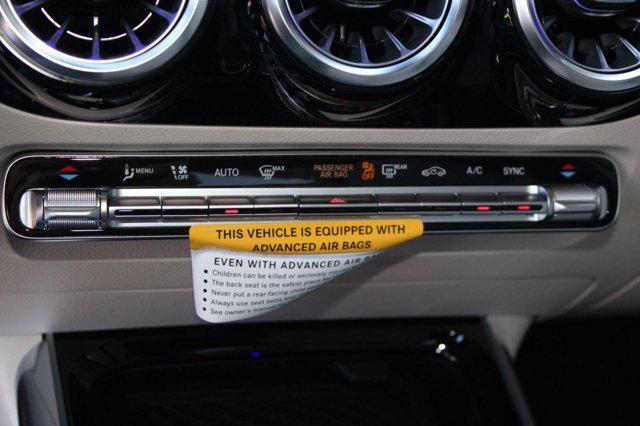 MENU OFF AUTO MAX PASSENGER AIR BAG OFF REAR A/C SYNC
THIS VEHICLE IS EQUIPPED WITH
ADVANCED AIR BAGS
EVEN WITH ADVANCED AIR
• Children can be killed or seriously
• The back seat is the safest place
• Never put a rear-facing child
• Always use seat belts and
• See owner's manual